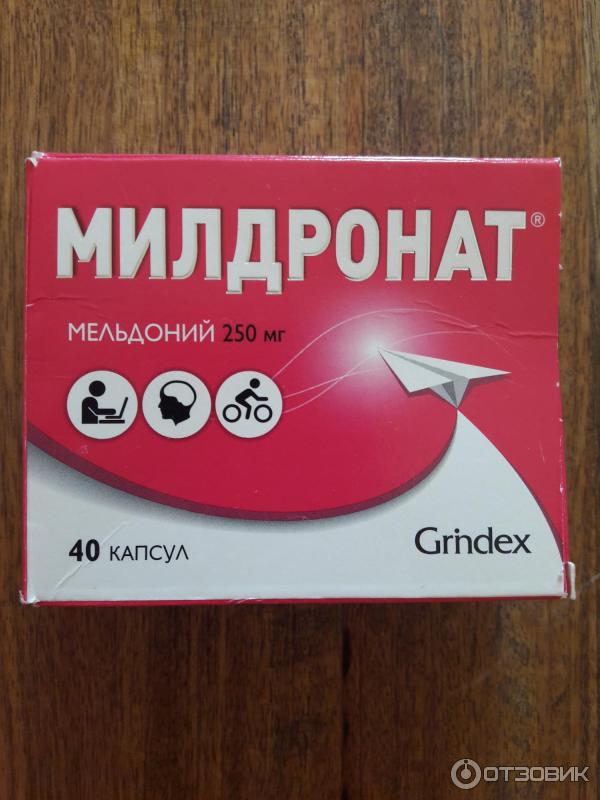 МИЛДРОНАТ®
МЕЛЬДОНИЙ 250 мг
40 КАПСУЛ
Grindex
ОТЗОВИК